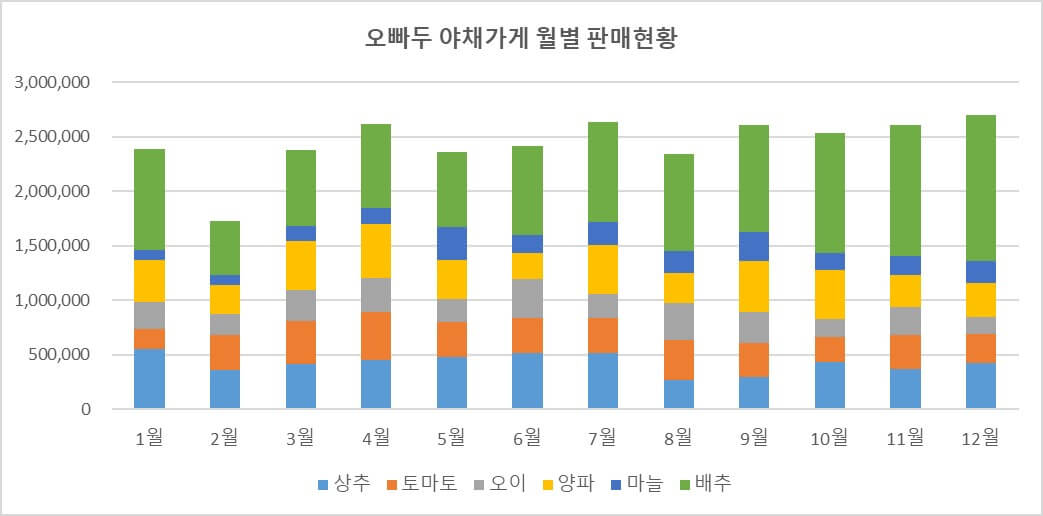 오빠두 야채가게 월별 판매현황
3,000,000
2,500,000
2,000,000
1,500,000
1,000,000
500,000
0
1월 2월 3월 4월 5월 6월 7월 8월 9월 10월 11월 12월
상추 토마토 오이 양파 마늘 배추